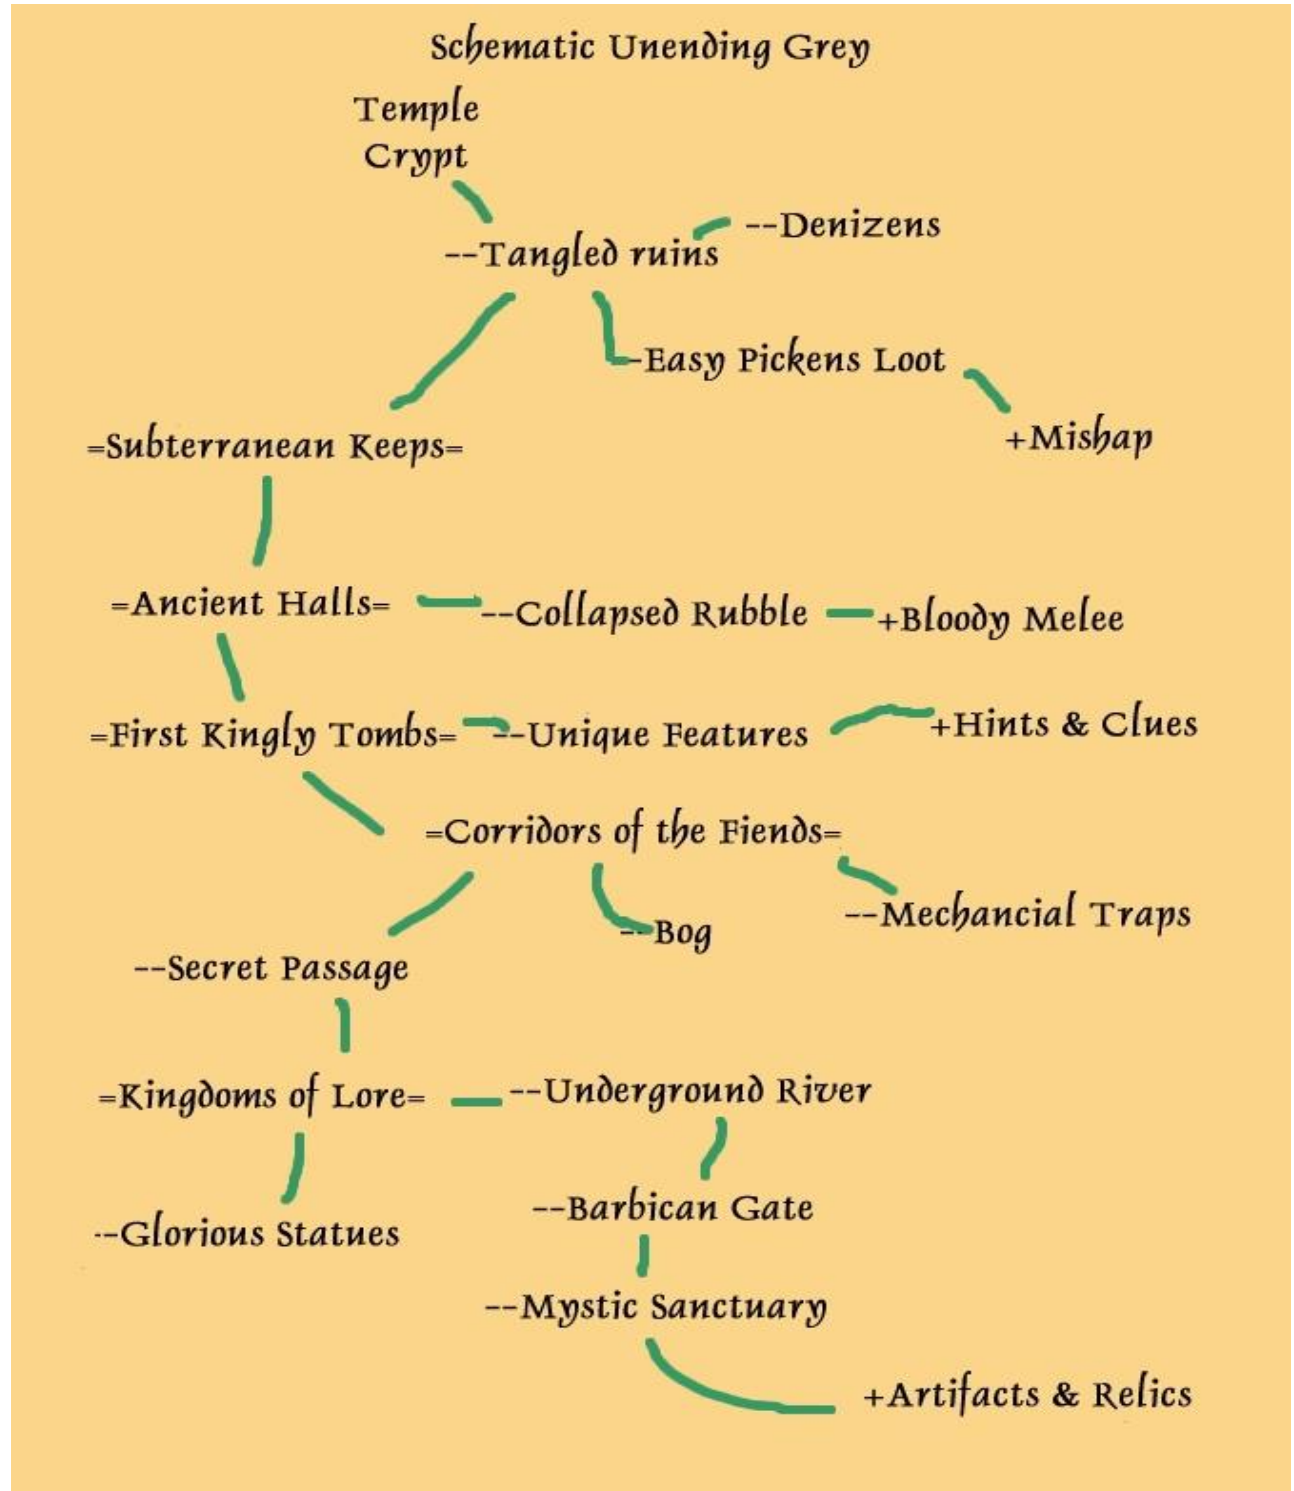 Schematic Unending Grey
Temple
Crypt
--Denizens
--Tangled ruins
--Easy Pickens Loot
+Mishap
=Subterranean Keeps=
=Ancient Halls=
--Collapsed Rubble
+Bloody Melee
=First Kingly Tombs=
--Unique Features
+Hints & Clues
=Corridors of the Fiends=
--Mechancial Traps
--Bog
--Secret Passage
=Kingdoms of Lore=
--Underground River
--Barbican Gate
--Glorious Statues
--Mystic Sanctuary
+Artifacts & Relics